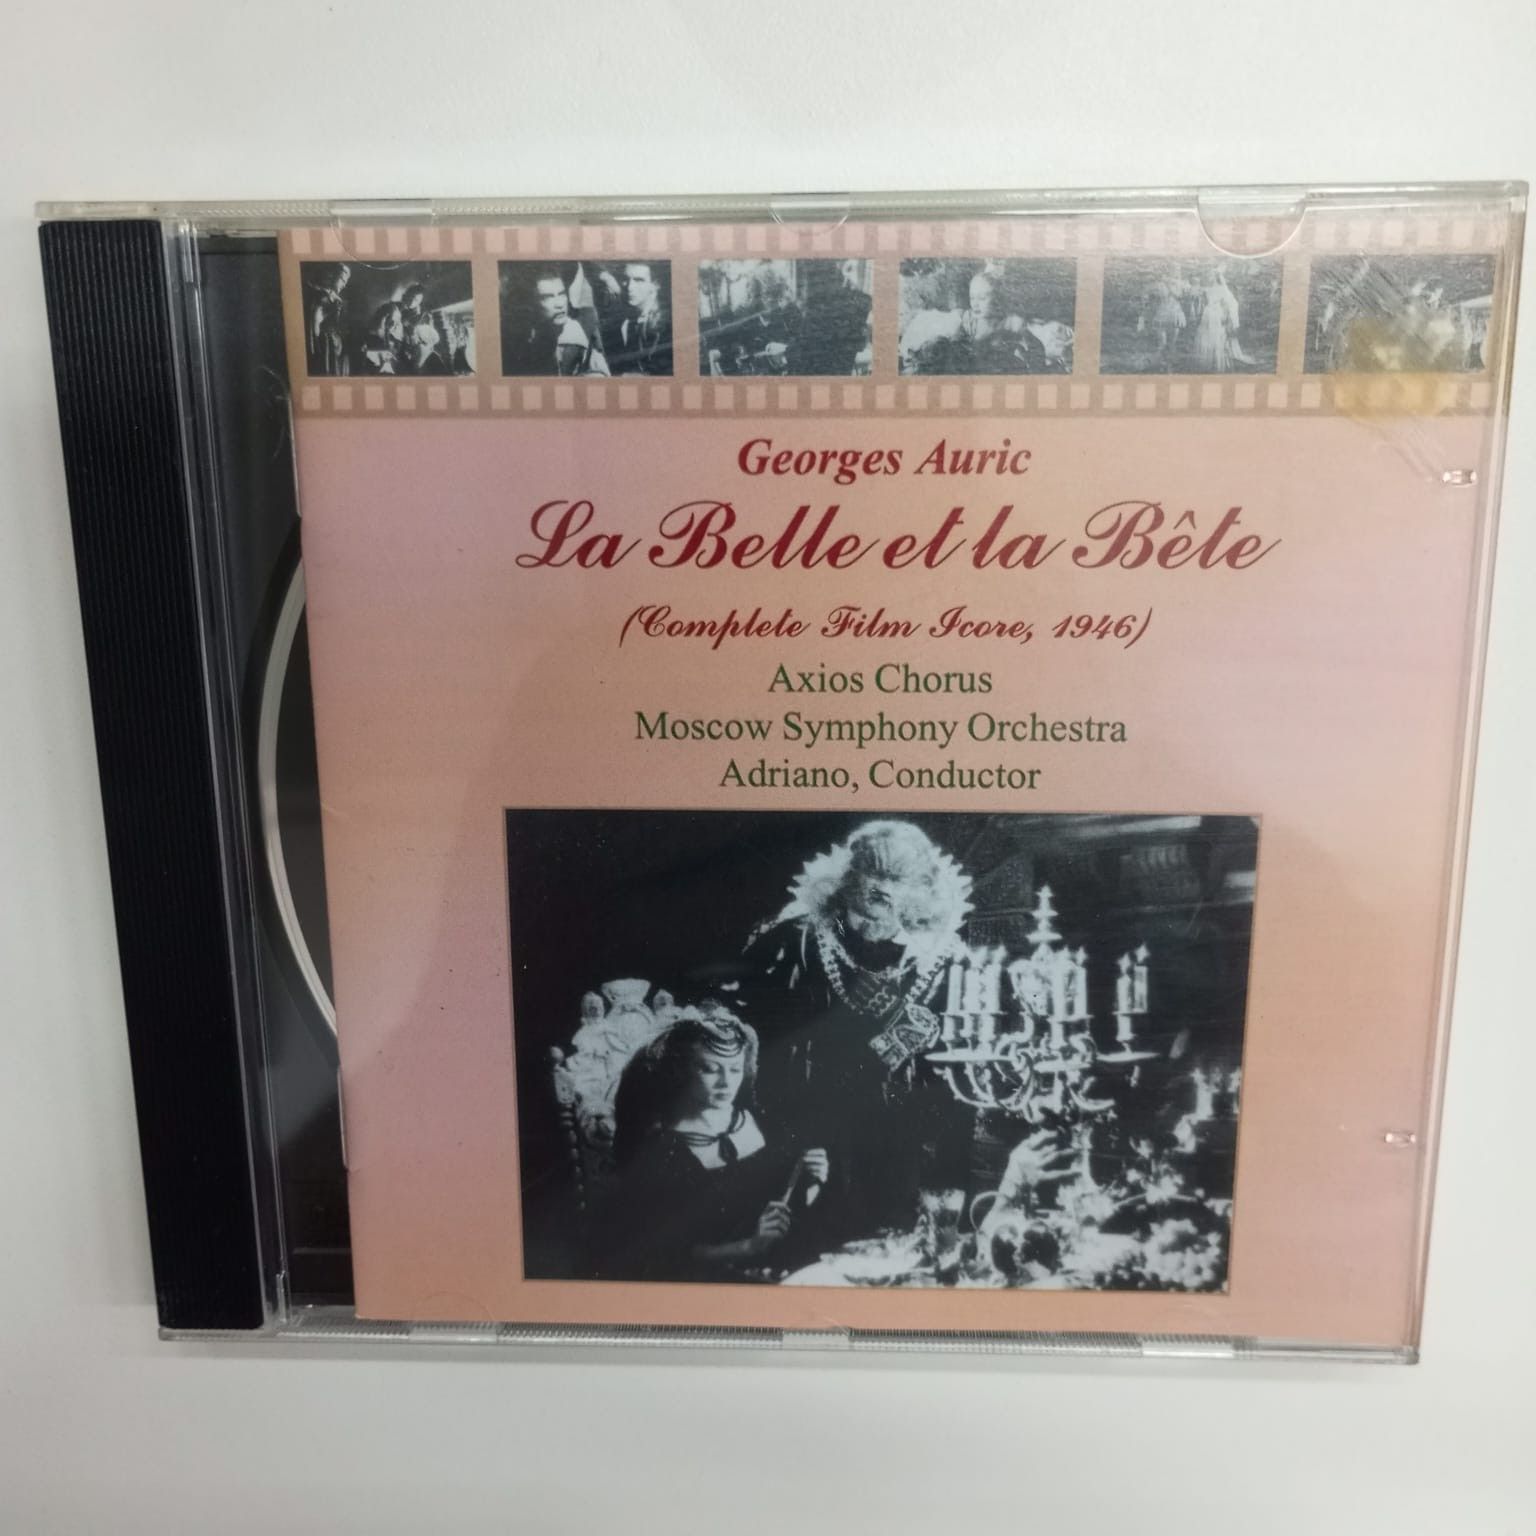 Georges Auric
La Belle et la Bête
(Complete Film Icore, 1946)
Axios Chorus
Moscow Symphony Orchestra
Adriano, Conductor